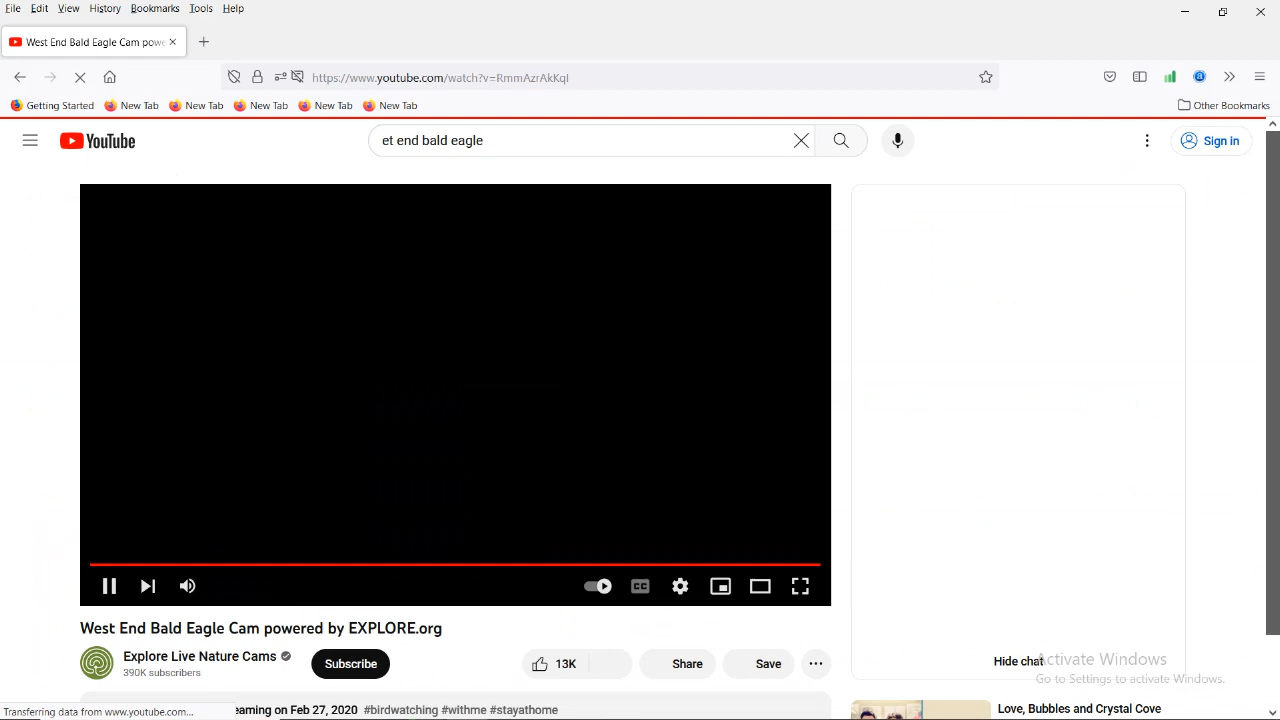 File Edit View History Bookmarks Tools Help
West End Bald Eagle Cam powe
https://www.youtube.com/watch?v=RmmAzrAkKqI
Getting Started New Tab New Tab New Tab New Tab New Tab Other Bookmarks
YouTube et end bald eagle Sign in
CC
West End Bald Eagle Cam powered by EXPLORE.org
Explore Live Nature Cams
390K subscribers
Subscribe 13K Share Save
Hide chat
Activate Windows
Go to Settings to activate Windows.
eaming on Feb 27, 2020 #birdwatching #withme #stayathome
Love, Bubbles and Crystal Cove
Transferring data from www.youtube.com...